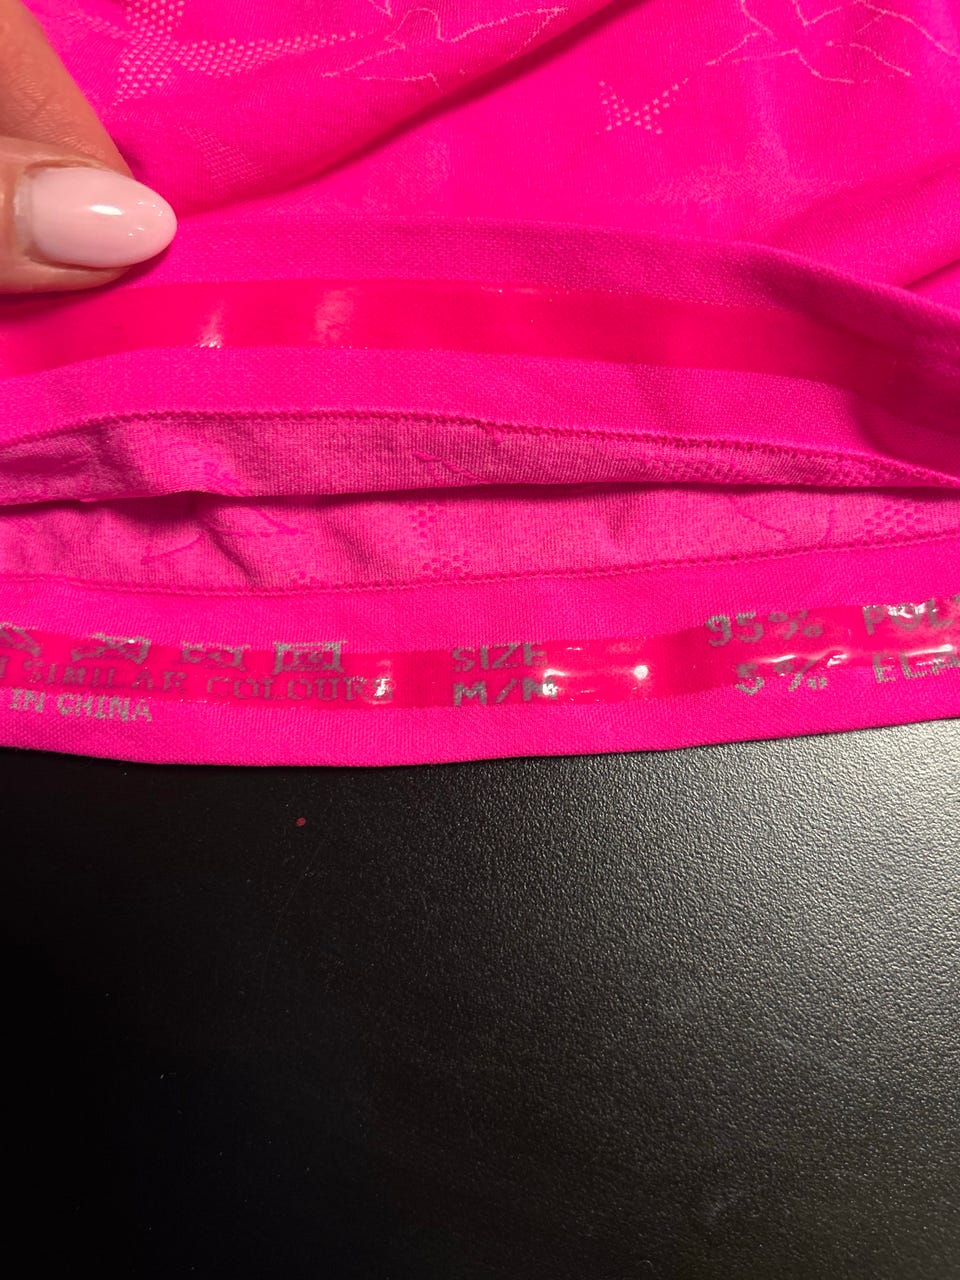 SIMILAR COLOURS
IN CHINA
SIZE
M/M
95%
5%